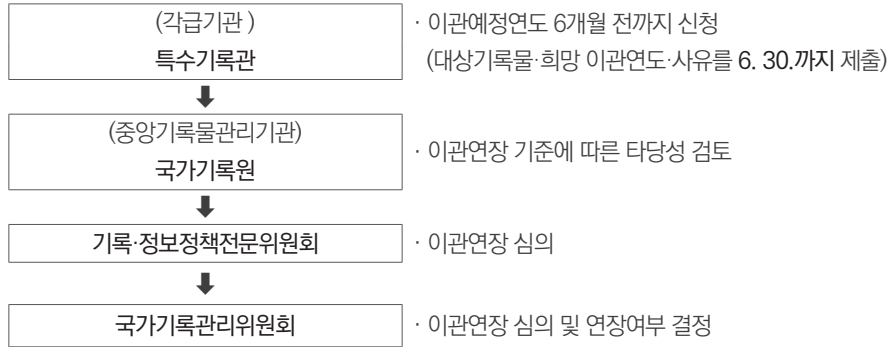 (각급기관 )
특수기록관
· 이관예정연도 6개월 전까지 신청
(대상기록물·희망 이관연도·사유를 6. 30.까지 제출)
(중앙기록물관리기관)
국가기록원
· 이관연장 기준에 따른 타당성 검토
기록·정보정책전문위원회
· 이관연장 심의
국가기록관리위원회
· 이관연장 심의 및 연장여부 결정